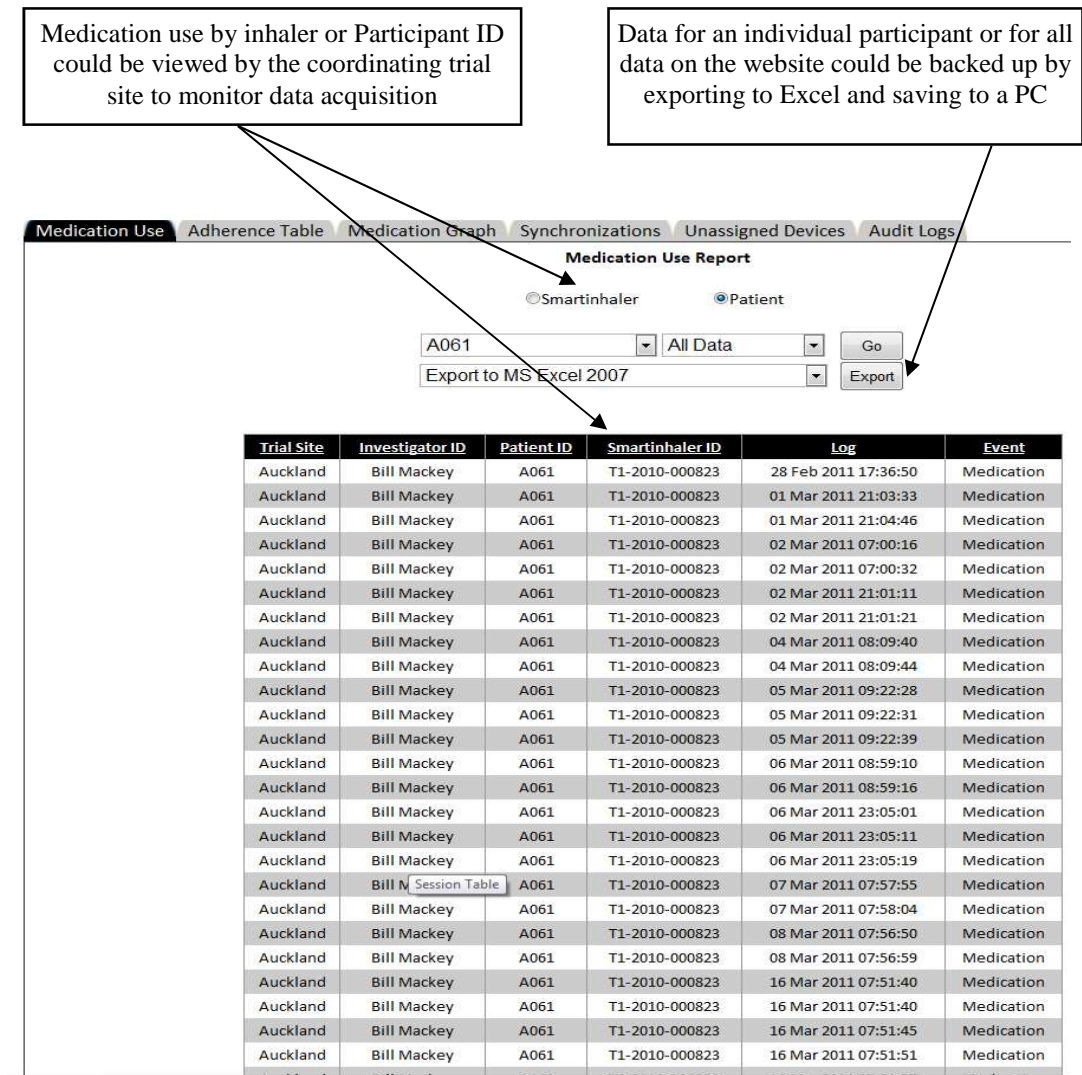 Medication use by inhaler or Participant ID
could be viewed by the coordinating trial
site to monitor data acquisition
Data for an individual participant or for all
data on the website could be backed up by
exporting to Excel and saving to a PC
Medication Use Adherence Table Medication Graph Synchronizations Unassigned Devices Audit Logs
Medication Use Report
Smartinhaler Patient
A061 All Data Go
Export to MS Excel 2007 Export
Trial Site Investigator ID Patient ID Smartinhaler ID Log Event
Auckland Bill Mackey A061 T1-2010-000823 28 Feb 2011 17:36:50 Medication
Auckland Bill Mackey A061 T1-2010-000823 01 Mar 2011 21:03:33 Medication
Auckland Bill Mackey A061 T1-2010-000823 01 Mar 2011 21:04:46 Medication
Auckland Bill Mackey A061 T1-2010-000823 02 Mar 2011 07:00:16 Medication
Auckland Bill Mackey A061 T1-2010-000823 02 Mar 2011 07:00:32 Medication
Auckland Bill Mackey A061 T1-2010-000823 02 Mar 2011 21:01:11 Medication
Auckland Bill Mackey A061 T1-2010-000823 02 Mar 2011 21:01:21 Medication
Auckland Bill Mackey A061 T1-2010-000823 04 Mar 2011 08:09:40 Medication
Auckland Bill Mackey A061 T1-2010-000823 04 Mar 2011 08:09:44 Medication
Auckland Bill Mackey A061 T1-2010-000823 05 Mar 2011 09:22:28 Medication
Auckland Bill Mackey A061 T1-2010-000823 05 Mar 2011 09:22:31 Medication
Auckland Bill Mackey A061 T1-2010-000823 05 Mar 2011 09:22:39 Medication
Auckland Bill Mackey A061 T1-2010-000823 06 Mar 2011 08:59:10 Medication
Auckland Bill Mackey A061 T1-2010-000823 06 Mar 2011 08:59:16 Medication
Auckland Bill Mackey A061 T1-2010-000823 06 Mar 2011 23:05:01 Medication
Auckland Bill Mackey A061 T1-2010-000823 06 Mar 2011 23:05:11 Medication
Auckland Bill Mackey A061 T1-2010-000823 06 Mar 2011 23:05:19 Medication
Auckland Bill M Session Table A061 T1-2010-000823 07 Mar 2011 07:57:55 Medication
Auckland Bill Mackey A061 T1-2010-000823 07 Mar 2011 07:58:04 Medication
Auckland Bill Mackey A061 T1-2010-000823 08 Mar 2011 07:56:50 Medication
Auckland Bill Mackey A061 T1-2010-000823 08 Mar 2011 07:56:59 Medication
Auckland Bill Mackey A061 T1-2010-000823 16 Mar 2011 07:51:40 Medication
Auckland Bill Mackey A061 T1-2010-000823 16 Mar 2011 07:51:40 Medication
Auckland Bill Mackey A061 T1-2010-000823 16 Mar 2011 07:51:45 Medication
Auckland Bill Mackey A061 T1-2010-000823 16 Mar 2011 07:51:51 Medication